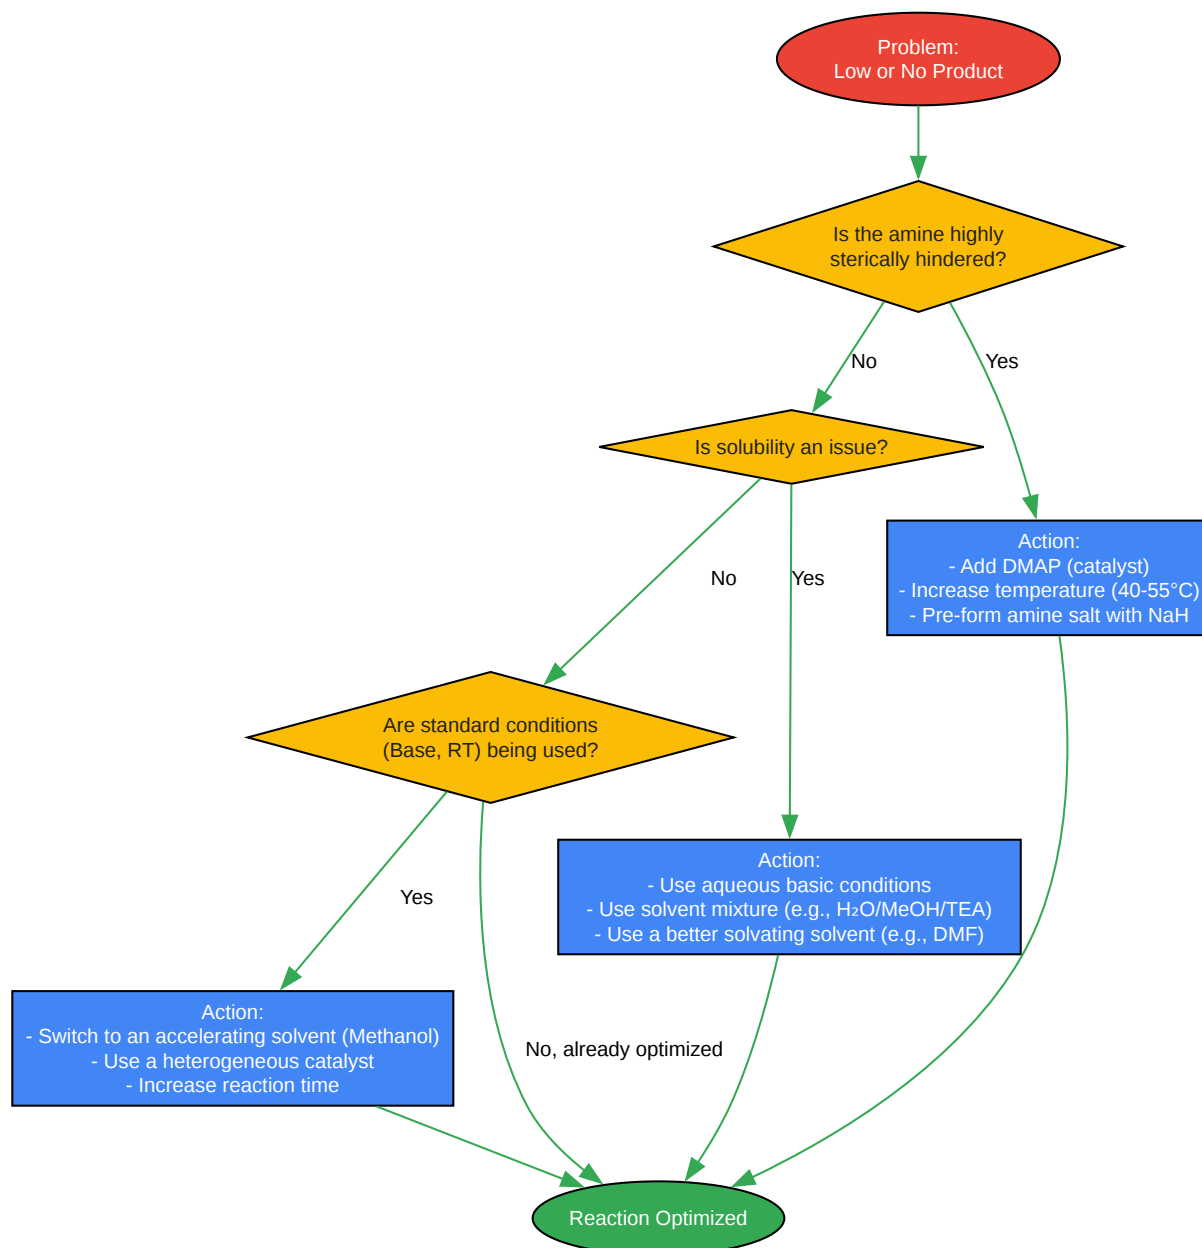 Problem:
Low or No Product
Is the amine highly
sterically hindered?
No
Yes
Is solubility an issue?
Action:
- Add DMAP (catalyst)
- Increase temperature (40-55°C)
- Pre-form amine salt with NaH
No
Yes
Are standard conditions
(Base, RT) being used?
Action:
- Use aqueous basic conditions
- Use solvent mixture (e.g., H₂O/MeOH/TEA)
- Use a better solvating solvent (e.g., DMF)
Yes
Action:
- Switch to an accelerating solvent (Methanol)
- Use a heterogeneous catalyst
- Increase reaction time
No, already optimized
Reaction Optimized